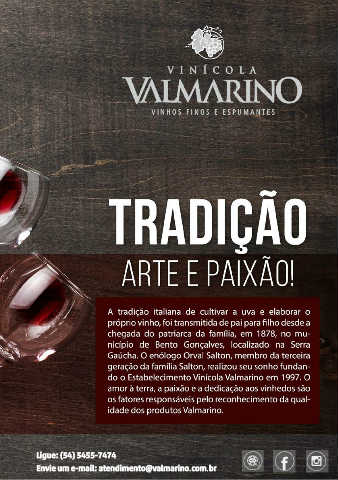 VINÍCOLA
VALMARINO
VINHOS FINOS E ESPUMANTES
TRADIÇÃO
ARTE E PAIXÃO!
A tradição italiana de cultivar a uva e elaborar o
próprio vinho, foi transmitida de pai para filho desde a
chegada do patriarca da família, em 1878, no mu-
nicípio de Bento Gonçalves, localizado na Serra
Gaúcha. O enólogo Orval Salton, membro da terceira
geração da família Salton, realizou seu sonho fundan-
do o Estabelecimento Vinícola Valmarino em 1997. O
amor à terra, a paixão e a dedicação aos vinhedos são
os fatores responsáveis pelo reconhecimento da qual-
idade dos produtos Valmarino.
Ligue: (54) 5455-7474
Envie um e-mail: atendimento@valmarino.com.br